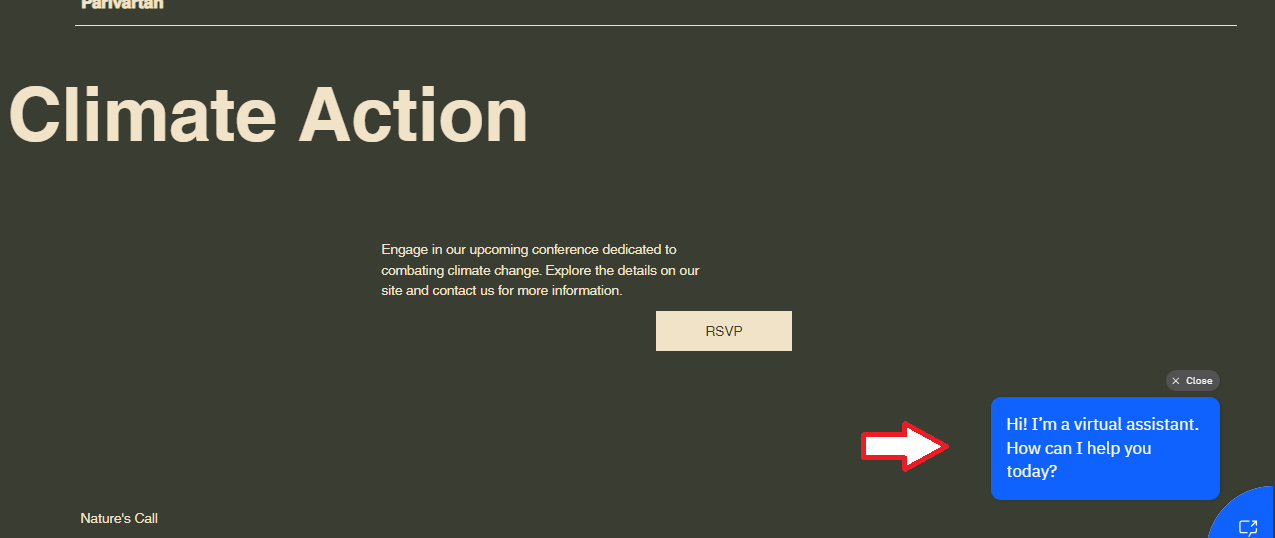 Parivartan
Climate Action
Engage in our upcoming conference dedicated to
combating climate change. Explore the details on our
site and contact us for more information.
RSVP
Close
Hi! I’m a virtual assistant.
How can I help you
today?
Nature's Call